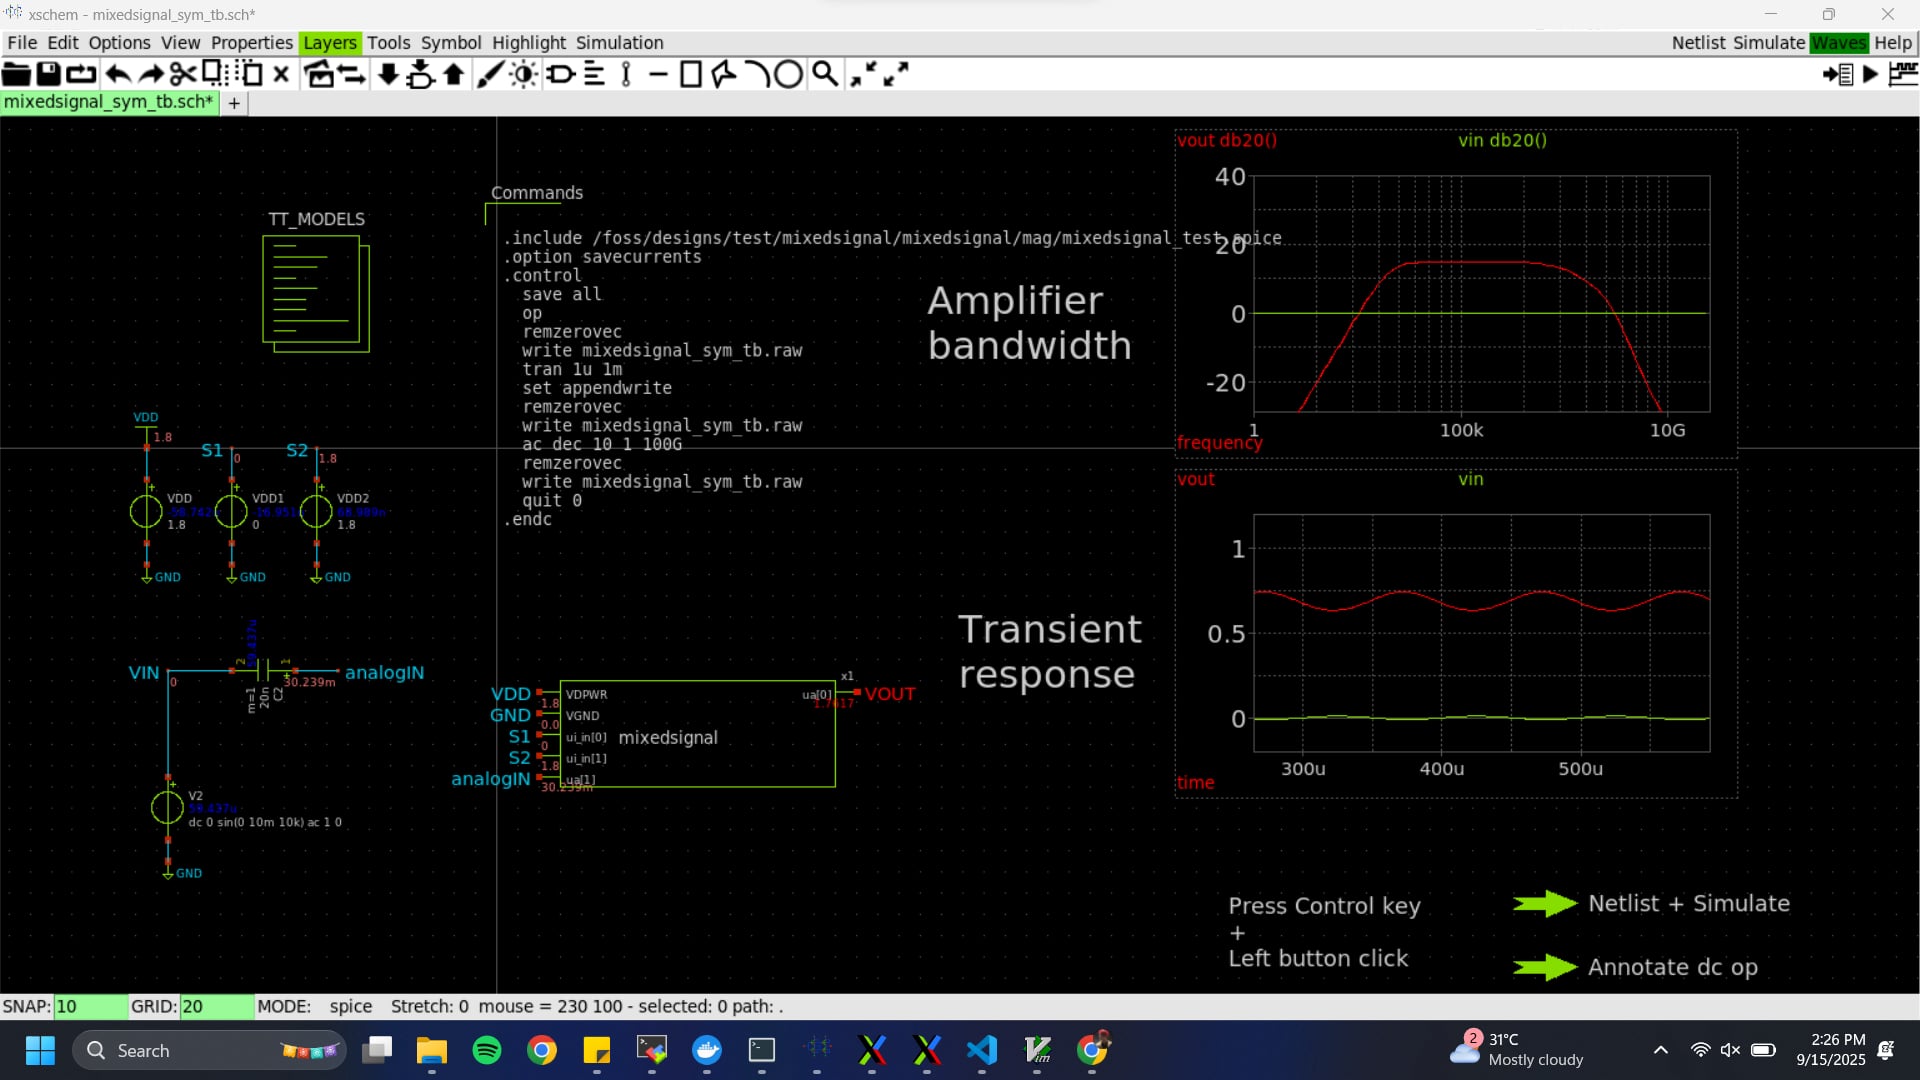 xschem - mixedsignal_sym_tb.sch*
File Edit Options View Properties Layers Tools Symbol Highlight Simulation Netlist Simulate Waves Help
mixedsignal_sym_tb.sch* +
TT_MODELS
Commands
.include /foss/designs/test/mixedsignal/mixedsignal/mag/mixedsignal_test.spice
.option savecurrents
.control
save all
op
remzerovec
write mixedsignal_sym_tb.raw
tran 1u 1m
set appendwrite
remzerovec
write mixedsignal_sym_tb.raw
ac dec 10 1 100G
remzerovec
write mixedsignal_sym_tb.raw
quit 0
.endc
Amplifier
bandwidth
vout db20() vin db20()
40
20
0
-20
1 100k 10G
frequency
VDD
1.8
S1
0
S2
1.8
VDD
1.8
VDD1
0
VDD2
1.8
GND GND GND
vout vin
1
0.5
0
300u 400u 500u
time
Transient
response
VIN
0
2 1
m=1
20n
C2
+
30.239m
analogIN
V2
dc 0 sin(0 10m 10k) ac 1 0
GND
x1
VDD VDPWR ua[0] VOUT
1.8 1.7617
GND VGND
0.0
S1 ui_in[0] mixedsignal
0
S2 ui_in[1]
1.8
analogIN ua[1]
30.239m
Press Control key
+
Left button click
Netlist + Simulate
Annotate dc op
SNAP: 10 GRID: 20 MODE: spice Stretch: 0 mouse = 230 100 - selected: 0 path: .
Search
2
31°C
Mostly cloudy
2:26 PM
9/15/2025